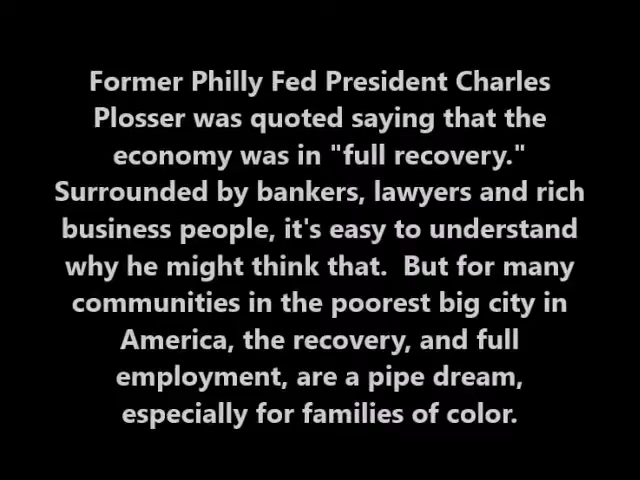 Former Philly Fed President Charles
Plosser was quoted saying that the
economy was in "full recovery."
Surrounded by bankers, lawyers and rich
business people, it's easy to understand
why he might think that.  But for many
communities in the poorest big city in
America, the recovery, and full
employment, are a pipe dream,
especially for families of color.